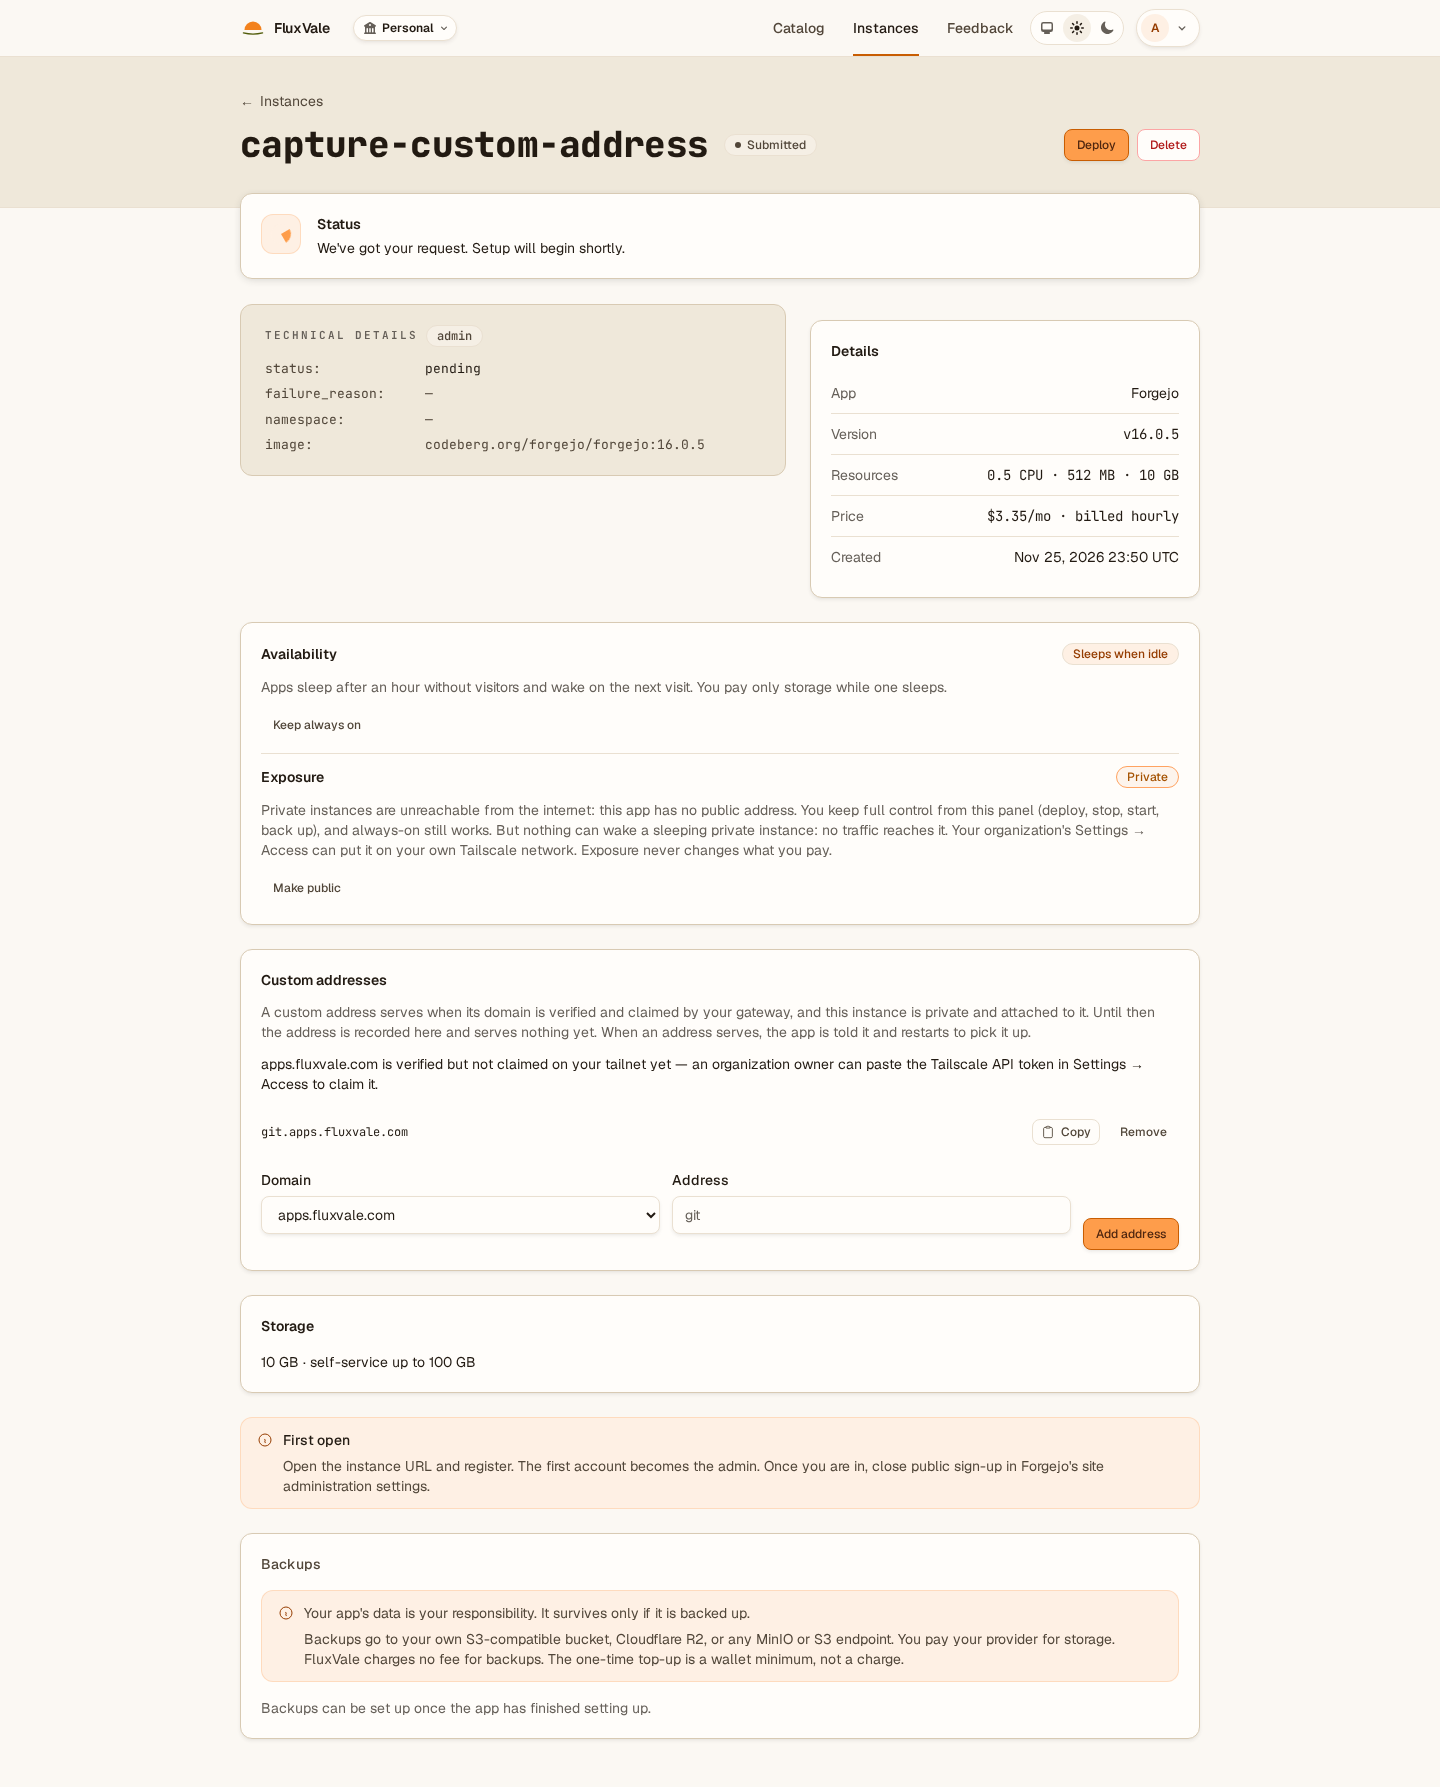 FluxVale
Personal
Catalog
Instances
Feedback
A
← Instances
capture-custom-address
Submitted
Deploy
Delete
Status
We've got your request. Setup will begin shortly.
TECHNICAL DETAILS
admin
status: pending
failure_reason: —
namespace: —
image: codeberg.org/forgejo/forgejo:16.0.5
Details
App Forgejo
Version v16.0.5
Resources 0.5 CPU · 512 MB · 10 GB
Price $3.35/mo · billed hourly
Created Nov 25, 2026 23:50 UTC
Availability
Sleeps when idle
Apps sleep after an hour without visitors and wake on the next visit. You pay only storage while one sleeps.
Keep always on
Exposure
Private
Private instances are unreachable from the internet: this app has no public address. You keep full control from this panel (deploy, stop, start,
back up), and always-on still works. But nothing can wake a sleeping private instance: no traffic reaches it. Your organization's Settings →
Access can put it on your own Tailscale network. Exposure never changes what you pay.
Make public
Custom addresses
A custom address serves when its domain is verified and claimed by your gateway, and this instance is private and attached to it. Until then
the address is recorded here and serves nothing yet. When an address serves, the app is told it and restarts to pick it up.
apps.fluxvale.com is verified but not claimed on your tailnet yet — an organization owner can paste the Tailscale API token in Settings →
Access to claim it.
git.apps.fluxvale.com
Copy
Remove
Domain
Address
apps.fluxvale.com
git
Add address
Storage
10 GB · self-service up to 100 GB
First open
Open the instance URL and register. The first account becomes the admin. Once you are in, close public sign-up in Forgejo's site
administration settings.
Backups
Your app's data is your responsibility. It survives only if it is backed up.
Backups go to your own S3-compatible bucket, Cloudflare R2, or any MinIO or S3 endpoint. You pay your provider for storage.
FluxVale charges no fee for backups. The one-time top-up is a wallet minimum, not a charge.
Backups can be set up once the app has finished setting up.